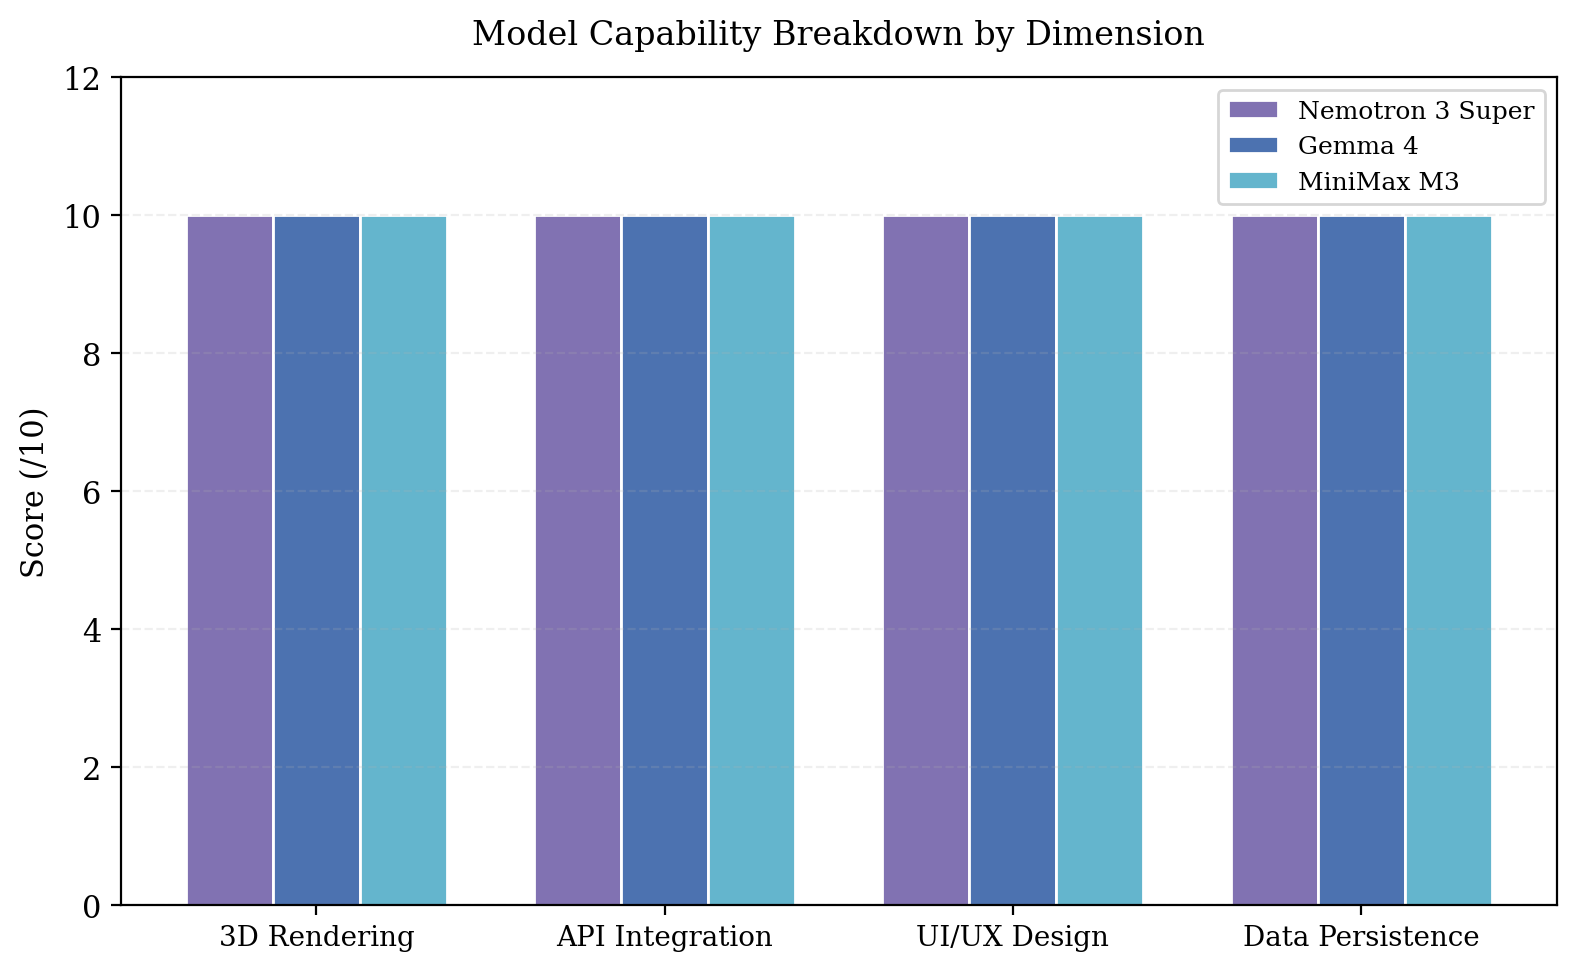 Model Capability Breakdown by Dimension
12
10
8
6
4
2
0
Score (/10)
Nemotron 3 Super
Gemma 4
MiniMax M3
3D Rendering
API Integration
UI/UX Design
Data Persistence